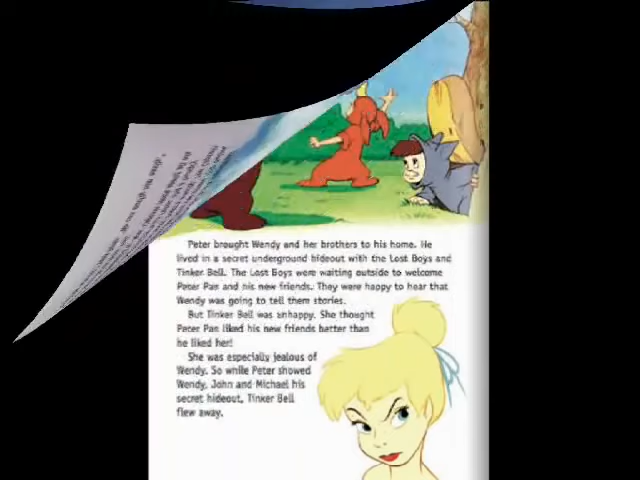 Peter brought Wendy and her brothers to his home. He
lived in a secret underground hideout with the Lost Boys and
Tinker Bell. The Lost Boys were waiting outside to welcome
Peter Pan and his new friends. They were happy to hear that
Wendy was going to tell them stories.
But Tinker Bell was unhappy. She thought
Peter Pan liked his new friends better than
he liked her!
She was especially jealous of
Wendy. So while Peter showed
Wendy, John and Michael his
secret hideout, Tinker Bell
flew away.